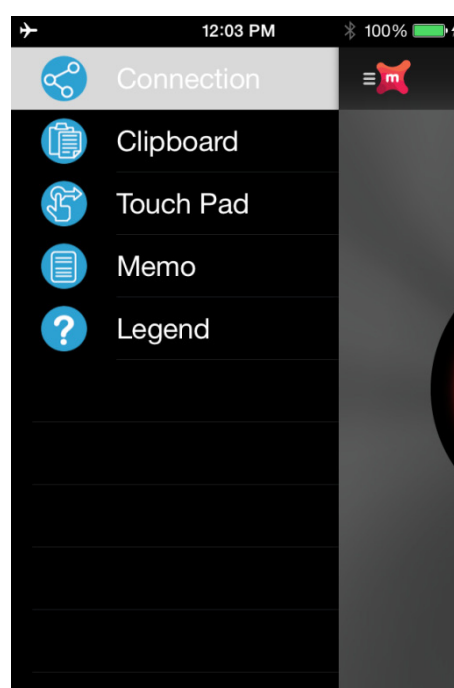 12:03 PM
100%
Connection
m
Clipboard
Touch Pad
Memo
? Legend